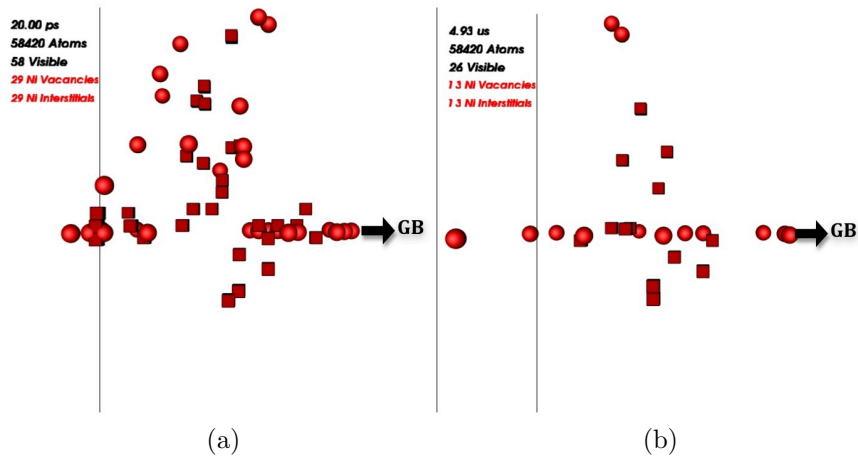 20.00 ps
58420 Atoms
58 Visible
29 Ni Vacancies
29 Ni Interstitials
GB
(a)
4.93 us
58420 Atoms
26 Visible
13 Ni Vacancies
13 Ni Interstitials
GB
(b)